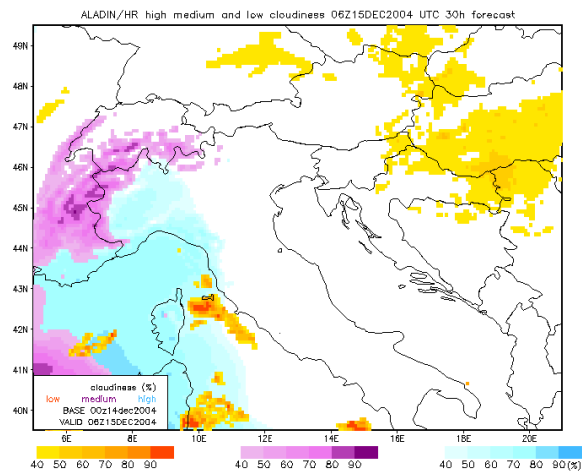 ALADIN/HR high medium and low cloudiness 06Z15DEC2004 UTC 30h forecast
49N
48N
47N
46N
45N
44N
43N
42N
41N
40N
cloudiness (%)
low medium high
BASE 00z14dec2004
VALID 06Z15DEC2004
6E 8E 10E 12E 14E 16E 18E 20E
40 50 60 70 80 90 40 50 60 70 80 90 40 50 60 70 80 90(%)